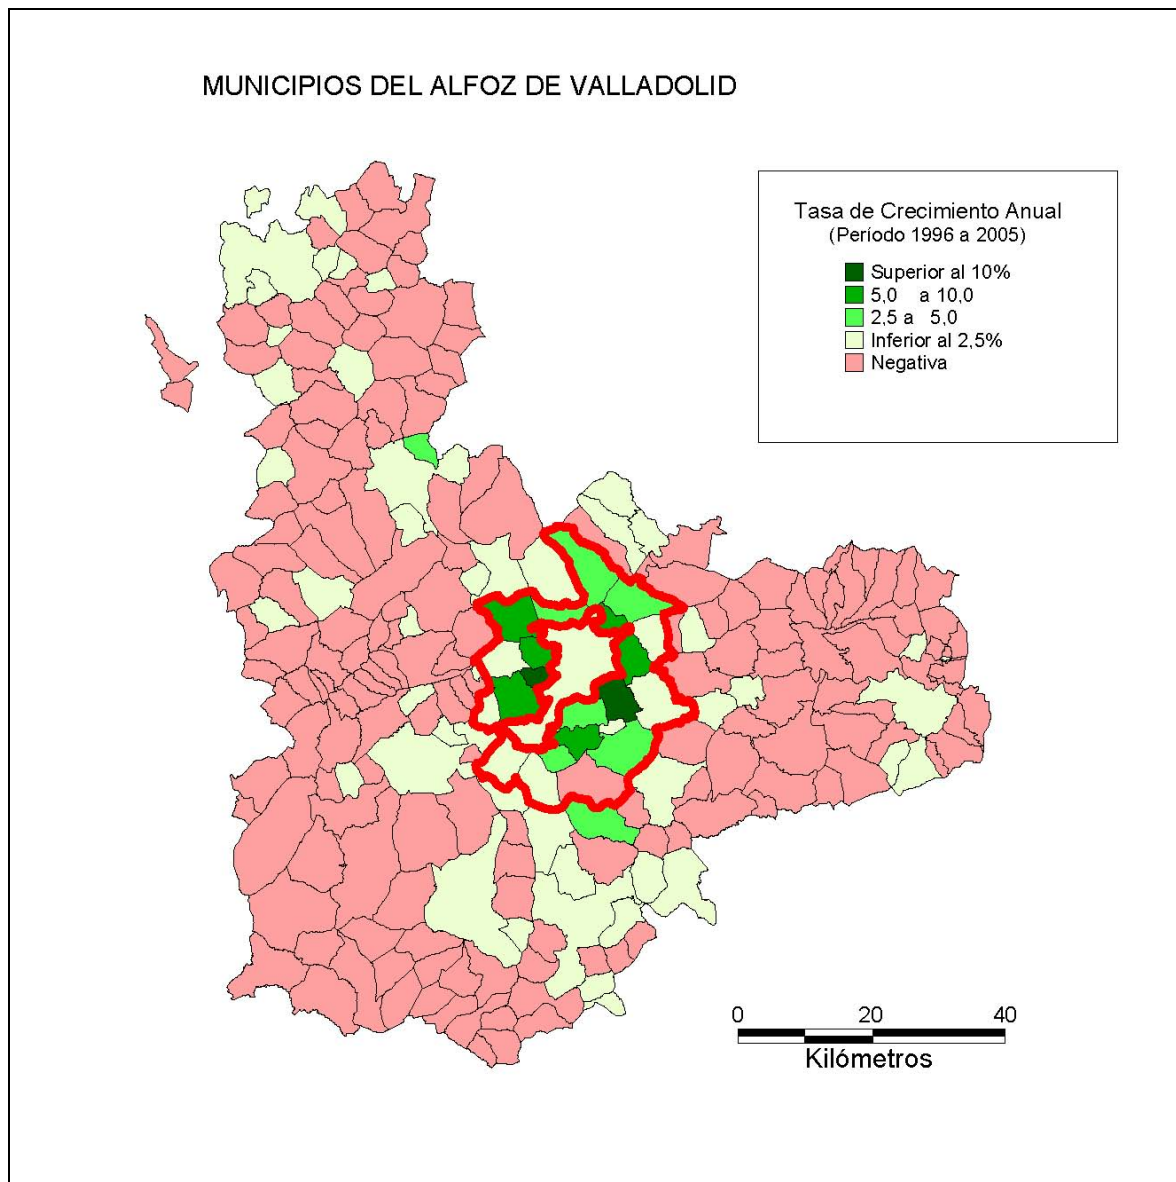 MUNICIPIOS DEL ALFOZ DE VALLADOLID
Tasa de Crecimiento Anual
(Período 1996 a 2005)
Superior al 10%
5,0 a 10,0
2,5 a 5,0
Inferior al 2,5%
Negativa
0 20 40
Kilómetros